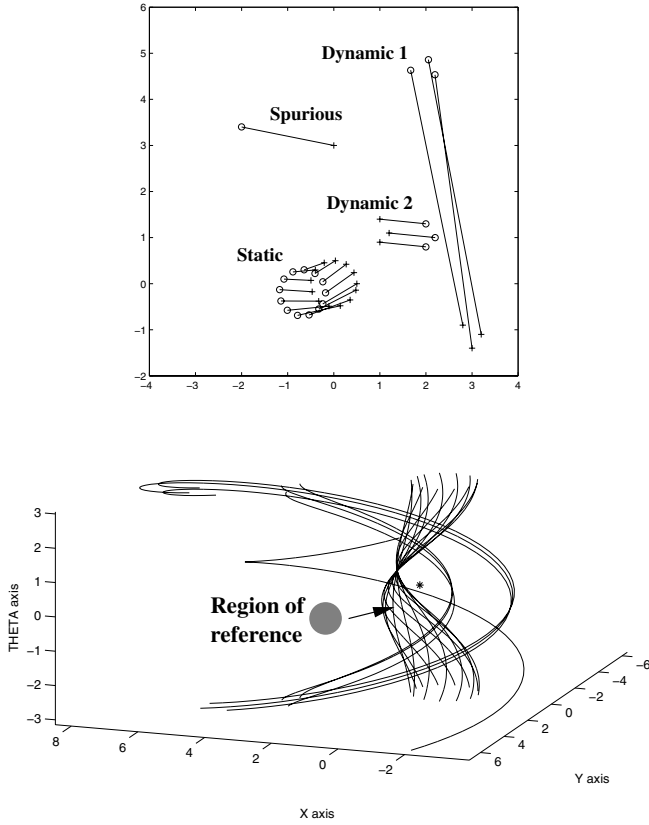 6
5
Dynamic 1
4
Spurious
3
2
Dynamic 2
1
Static
0
−1
−2
−4 −3 −2 −1 0 1 2 3 4
3
2
1
0
−1
−2
−3
THETA axis
Region of
reference
8 6 4 2 0 −2
X axis
6 4 2 0 −2 −4 −6
Y axis